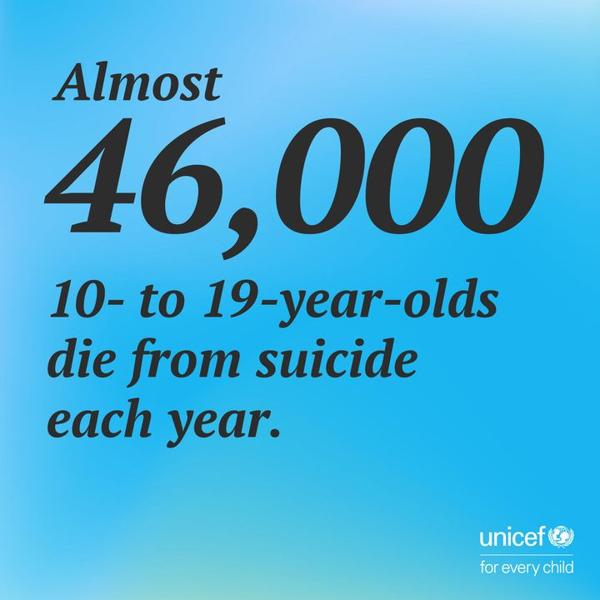 Almost
46,000
10- to 19-year-olds
die from suicide
each year.
unicef
for every child